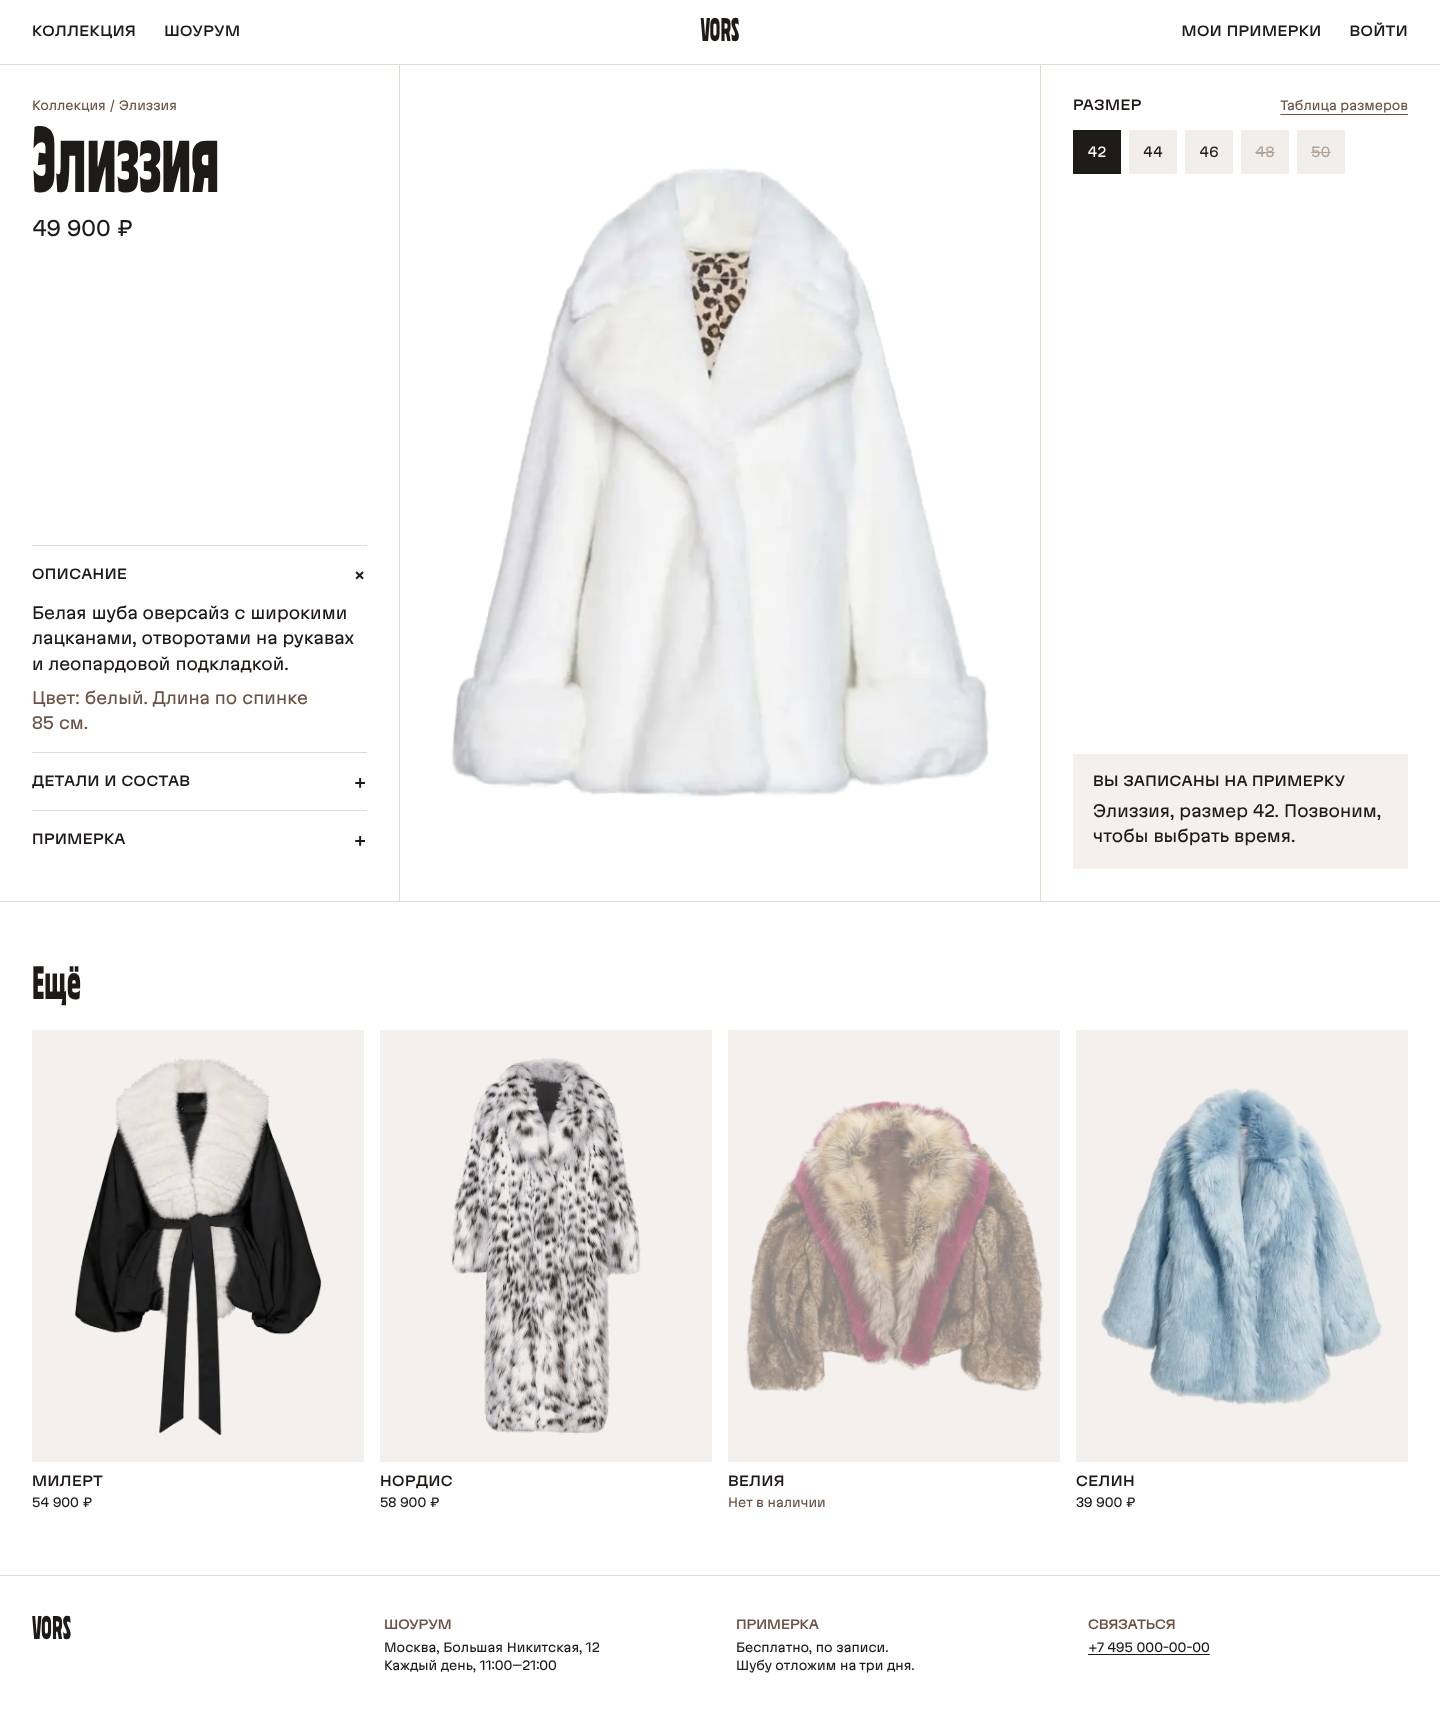 КОЛЛЕКЦИЯ ШОУРУМ VORS МОИ ПРИМЕРКИ ВОЙТИ
Коллекция / Элиззия
Элиззия
49 900 ₽
ОПИСАНИЕ ×
Белая шуба оверсайз с широкими
лацканами, отворотами на рукавах
и леопардовой подкладкой.
Цвет: белый. Длина по спинке
85 см.
ДЕТАЛИ И СОСТАВ +
ПРИМЕРКА +
РАЗМЕР Таблица размеров
42 44 46 48 50
ВЫ ЗАПИСАНЫ НА ПРИМЕРКУ
Элиззия, размер 42. Позвоним,
чтобы выбрать время.
Ещё
МИЛЕРТ
54 900 ₽
НОРДИС
58 900 ₽
ВЕЛИЯ
Нет в наличии
СЕЛИН
39 900 ₽
VORS
ШОУРУМ
Москва, Большая Никитская, 12
Каждый день, 11:00–21:00
ПРИМЕРКА
Бесплатно, по записи.
Шубу отложим на три дня.
СВЯЗАТЬСЯ
+7 495 000-00-00